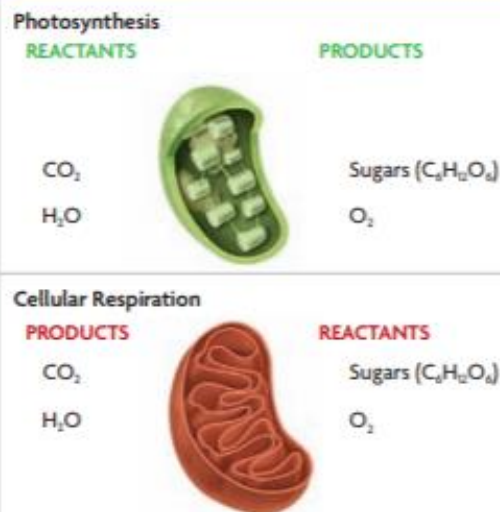 Photosynthesis
REACTANTS PRODUCTS
CO₂ Sugars (C₆H₁₂O₆)
H₂O O₂
Cellular Respiration
PRODUCTS REACTANTS
CO₂ Sugars (C₆H₁₂O₆)
H₂O O₂